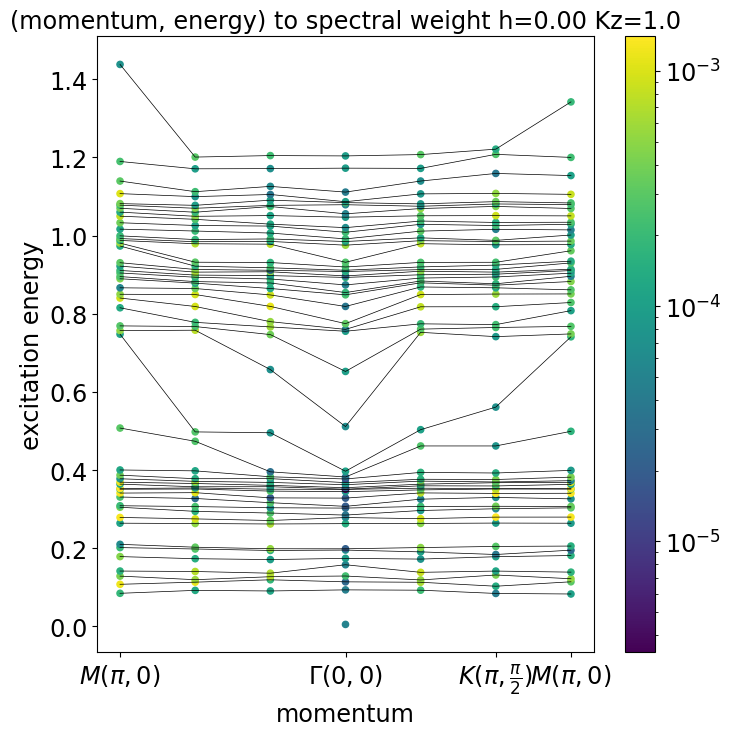 (momentum, energy) to spectral weight h=0.00 Kz=1.0
excitation energy
1.4
1.2
1.0
0.8
0.6
0.4
0.2
0.0
M(π, 0)
Γ(0, 0)
K(π, π/2)
M(π, 0)
momentum
10⁻³
10⁻⁴
10⁻⁵